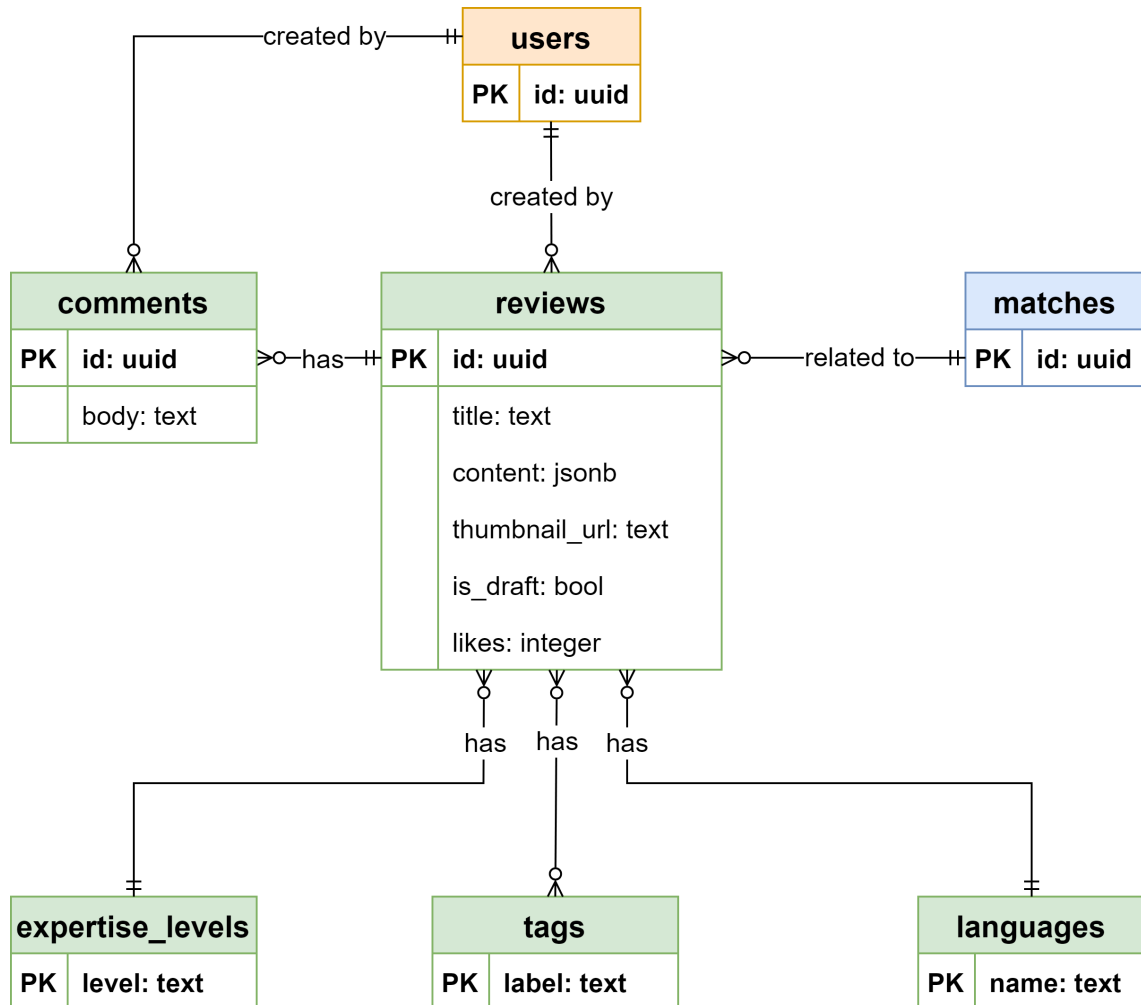 created by
users
PK id: uuid
created by
comments
reviews
matches
PK id: uuid
has
PK id: uuid
related to
PK id: uuid
body: text
title: text
content: jsonb
thumbnail_url: text
is_draft: bool
likes: integer
has
has
has
expertise_levels
tags
languages
PK level: text
PK label: text
PK name: text